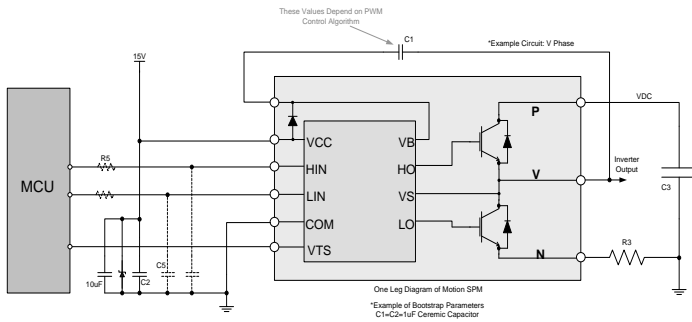 These Values Depend on PWM
Control Algorithm
C1
*Example Circuit: V Phase
15V
VDC
P
R5
VCC
VB
HIN
HO
Inverter
Output
MCU
V
C3
LIN
VS
COM
LO
VTS
N
R3
C5
10uF
C2
One Leg Diagram of Motion SPM
*Example of Bootstrap Parameters
C1=C2=1uF Ceremic Capacitor